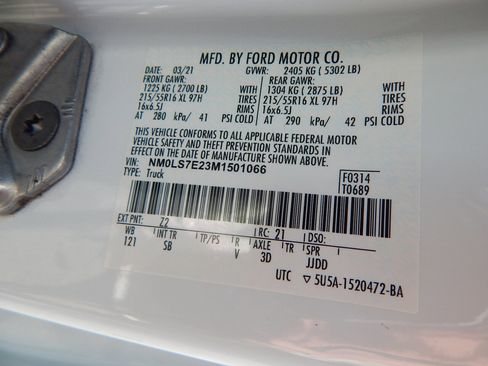 MFD. BY FORD MOTOR CO.
DATE: 03/21 GVWR: 2405 KG ( 5302 LB)
FRONT GAWR: REAR GAWR:
1225 KG ( 2700 LB) 1304 KG ( 2875 LB)
215/55R16 XL 97H TIRES 215/55R16 XL 97H TIRES
16x6.5J RIMS 16x6.5J RIMS
AT 280 kPa/ 41 PSI COLD AT 290 kPa/ 42 PSI COLD
THIS VEHICLE CONFORMS TO ALL APPLICABLE FEDERAL MOTOR
VEHICLE SAFETY AND THEFT PREVENTION STANDARDS IN
EFFECT ON THE DATE OF MANUFACTURE SHOWN ABOVE.
VIN: NM0LS7E23M1501066 F0314
TYPE: Truck T0689
EXT PNT: Z2 RC: 21 DSO:
WB INT TR TP/PS R AXLE TR SPR
121 SB V 3D JJDD
UTC ▽5U5A-1520472-BA